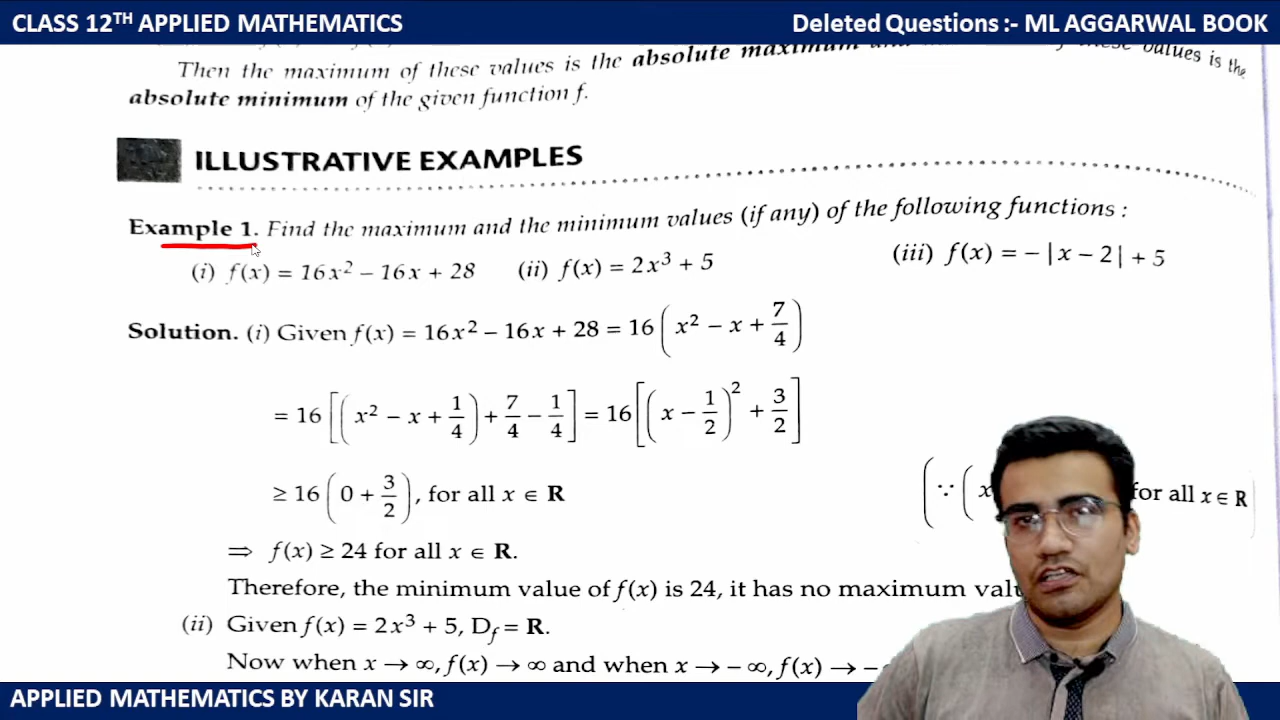 CLASS 12TH APPLIED MATHEMATICS
Deleted Questions :- ML AGGARWAL BOOK
Then the maximum of these values is the absolute maximum and values is the
absolute minimum of the given function f.
ILLUSTRATIVE EXAMPLES
Example 1. Find the maximum and the minimum values (if any) of the following functions :
(i) f(x) = 16x² – 16x + 28 (ii) f(x) = 2x³ + 5 (iii) f(x) = – |x – 2| + 5
Solution. (i) Given f(x) = 16x² – 16x + 28 = 16 (x² – x + 7/4)
= 16 [(x² – x + 1/4) + 7/4 – 1/4] = 16 [(x – 1/2)² + 3/2]
≥ 16 (0 + 3/2), for all x ∈ R (∵ (x for all x ∈ R
⇒ f(x) ≥ 24 for all x ∈ R.
Therefore, the minimum value of f(x) is 24, it has no maximum
(ii) Given f(x) = 2x³ + 5, D_f = R.
Now when x → ∞, f(x) → ∞ and when x → – ∞, f(x) → –
APPLIED MATHEMATICS BY KARAN SIR